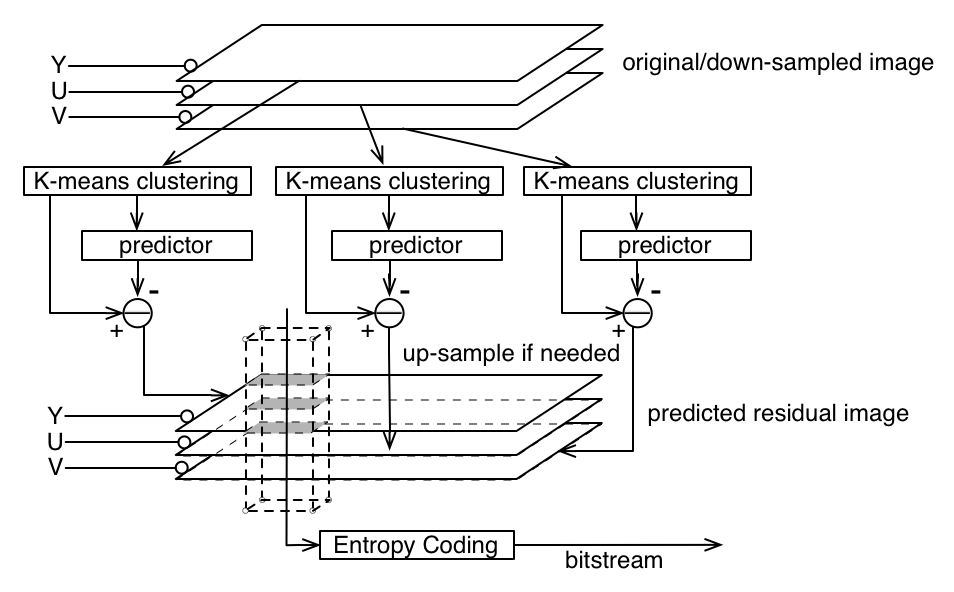 Y
original/down-sampled image
U
V
K-means clustering
K-means clustering
K-means clustering
predictor
predictor
predictor
-
-
-
+
+
+
up-sample if needed
Y
predicted residual image
U
V
Entropy Coding
bitstream